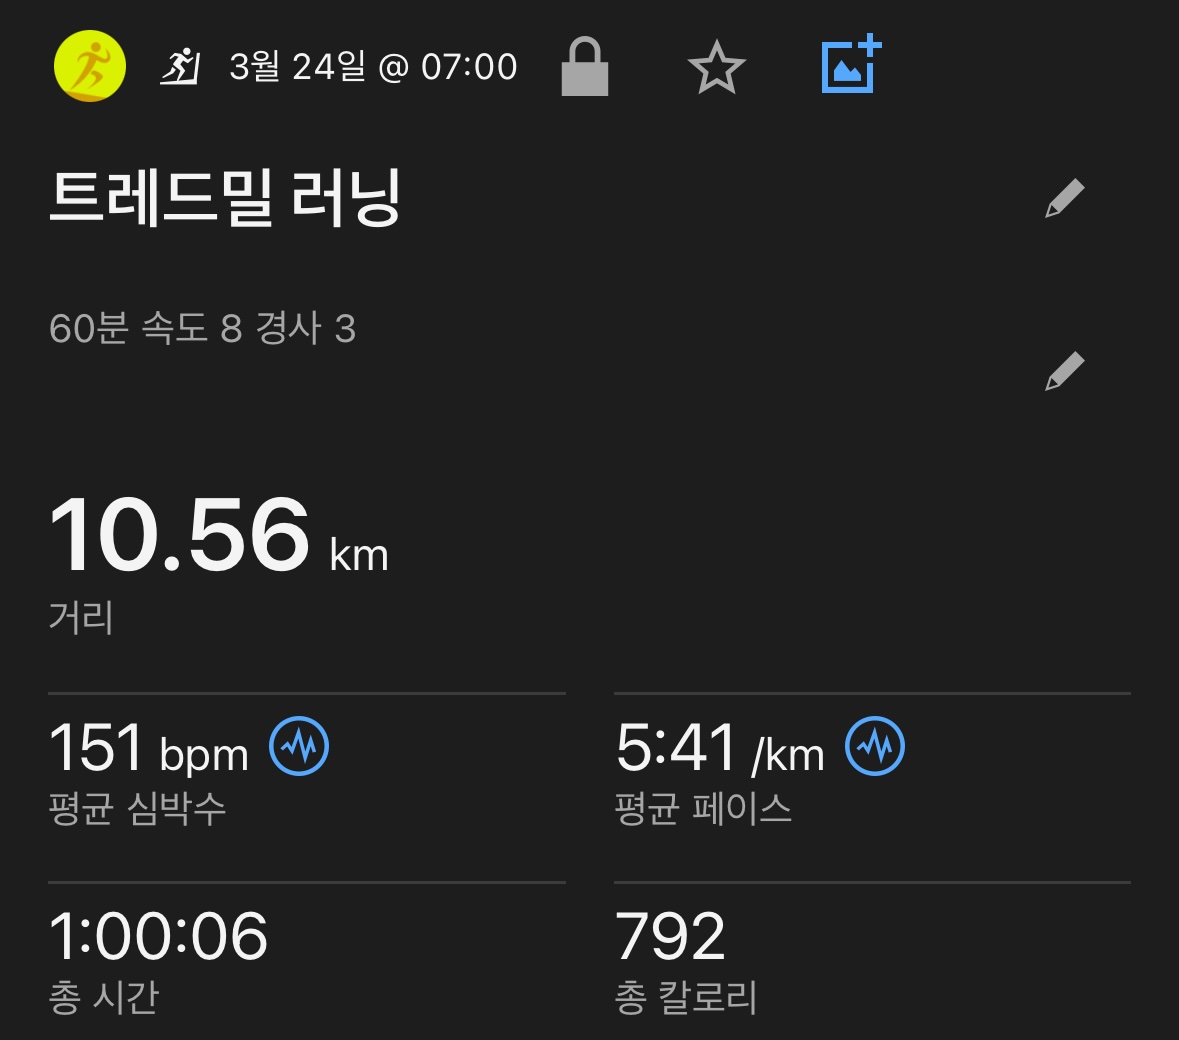 3월 24일 @ 07:00
트레드밀 러닝
60분 속도 8 경사 3
10.56 km
거리
151 bpm
평균 심박수
5:41 /km
평균 페이스
1:00:06
총 시간
792
총 칼로리